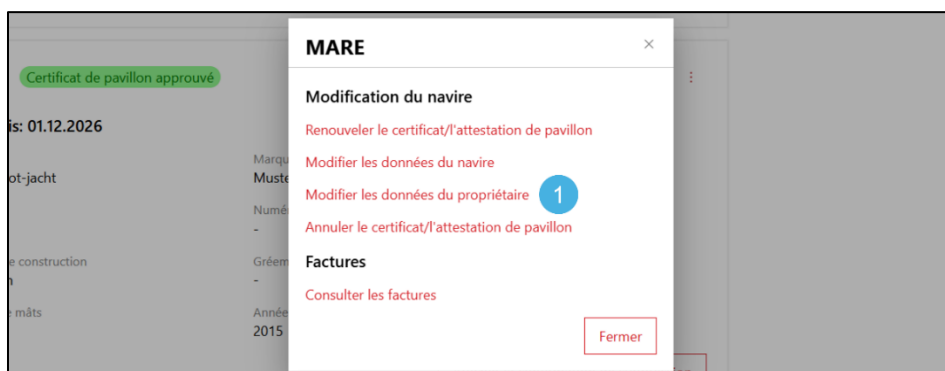 MARE
×
Certificat de pavillon approuvé
Modification du navire
is: 01.12.2026
Renouveler le certificat/l'attestation de pavillon
Modifier les données du navire
ot-jacht
Modifier les données du propriétaire 1
-
Annuler le certificat/l'attestation de pavillon
e construction
Factures
-
Consulter les factures
mâts
Année
2015
Fermer